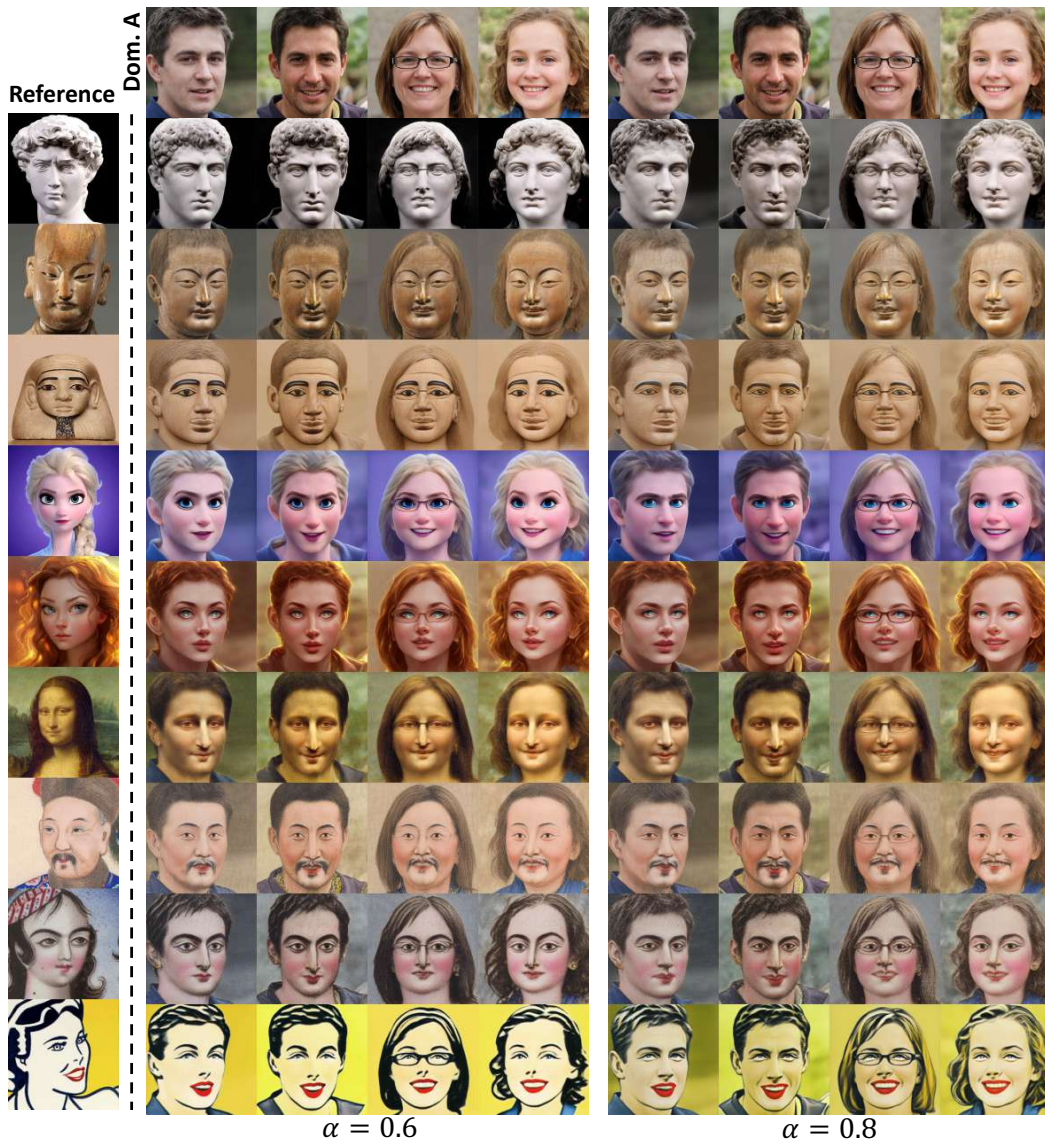 Reference
Dom. A
α = 0.6
α = 0.8